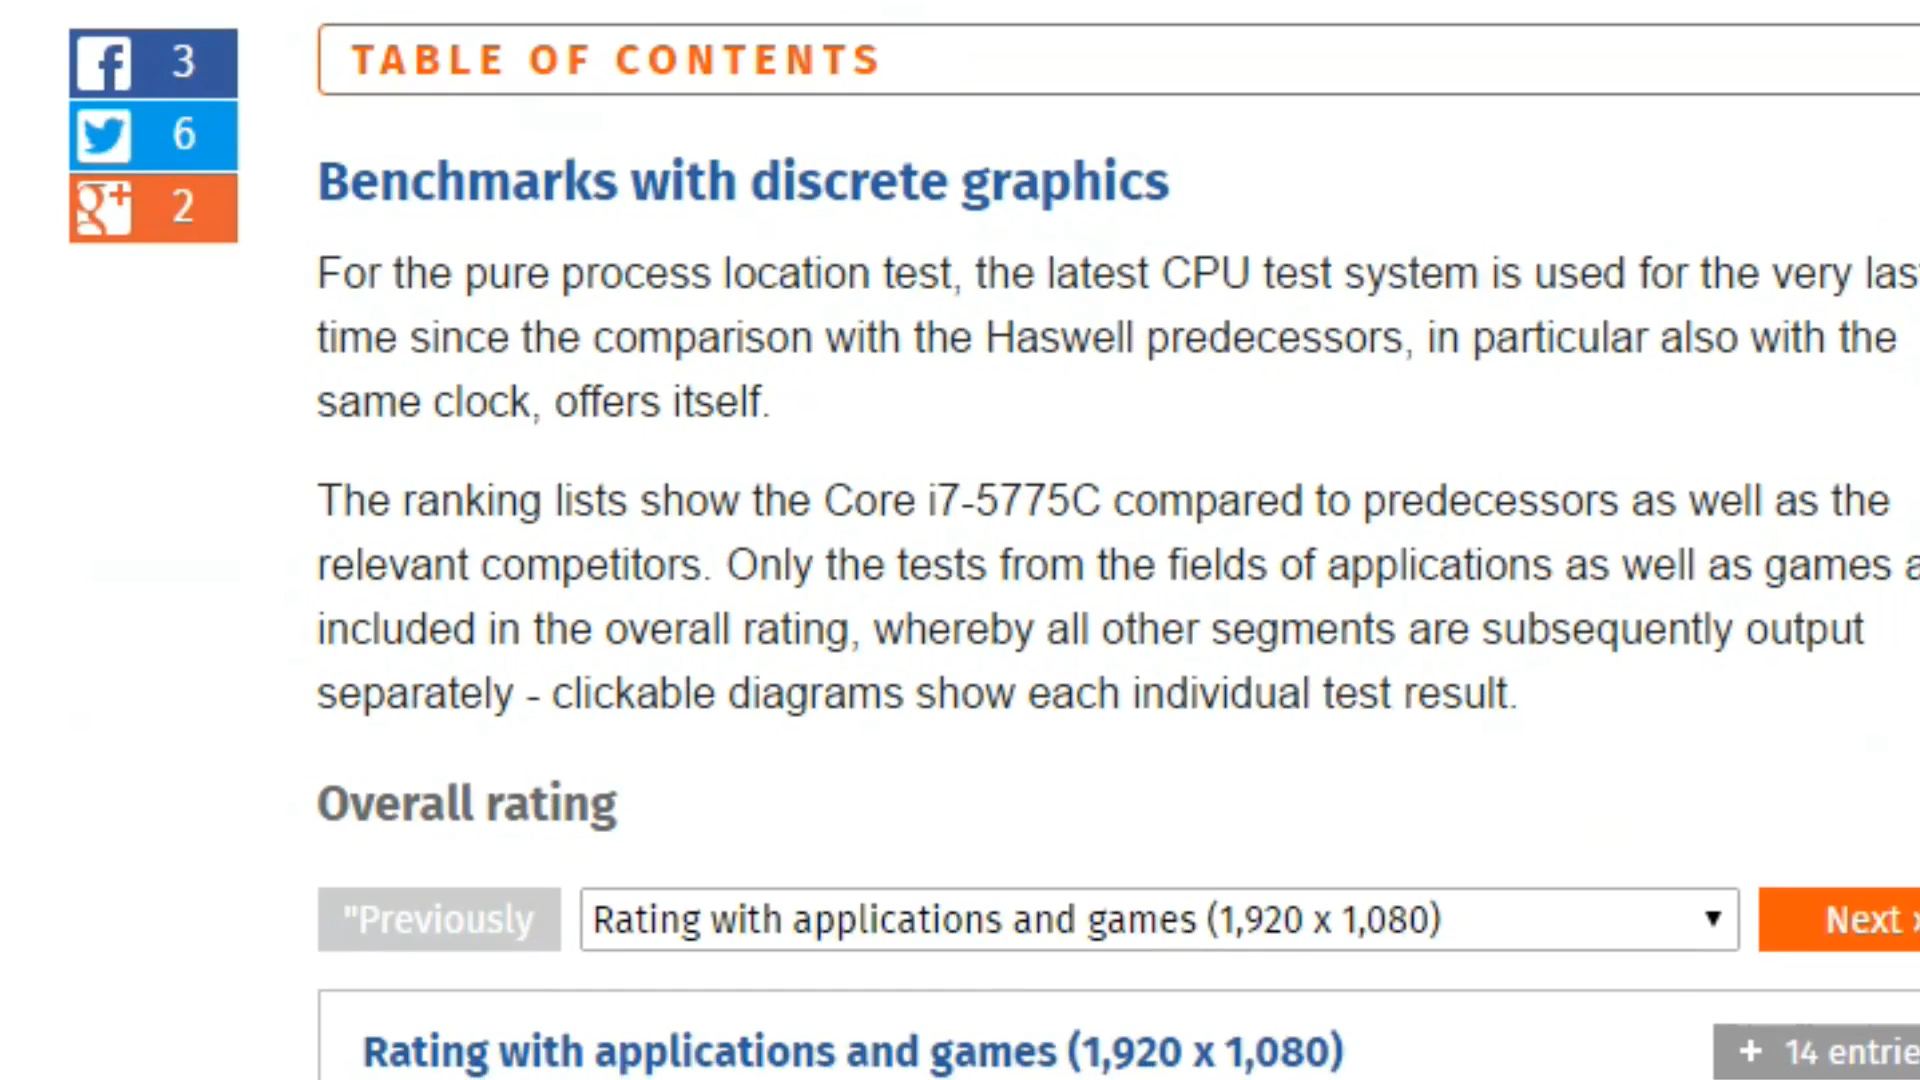 3
TABLE OF CONTENTS
6
2
Benchmarks with discrete graphics
For the pure process location test, the latest CPU test system is used for the very
time since the comparison with the Haswell predecessors, in particular also with the
same clock, offers itself.
The ranking lists show the Core i7-5775C compared to predecessors as well as the
relevant competitors. Only the tests from the fields of applications as well as games
included in the overall rating, whereby all other segments are subsequently output
separately - clickable diagrams show each individual test result.
Overall rating
"Previously
Rating with applications and games (1,920 x 1,080)
Next
Rating with applications and games (1,920 x 1,080)
+ 14